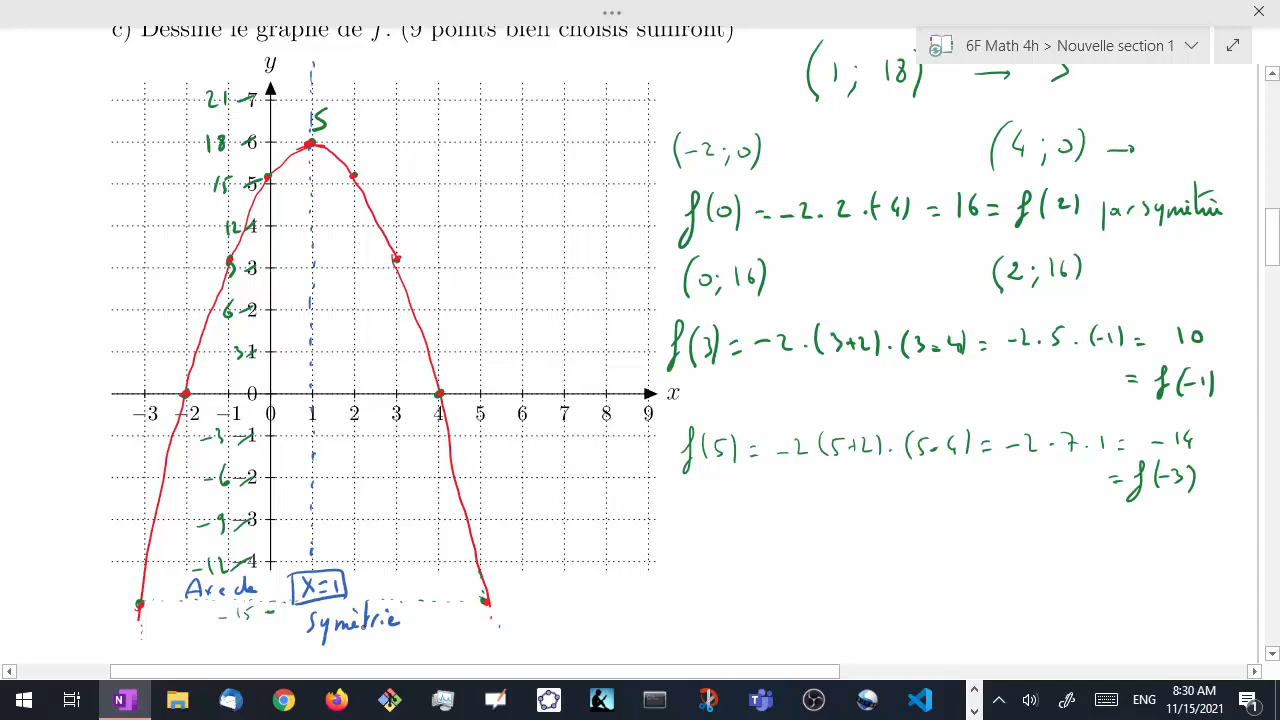 c) Dessine le graphe de f. (9 points bien choisis suffiront)
6F Math 4h > Nouvelle section 1
(1 ; 18) → S
(-2 ; 0) (4 ; 0) →
f(0) = -2 · 2 · (-4) = 16 = f(2) par symétrie
(0 ; 16) (2 ; 16)
f(3) = -2 · (3+2) · (3-4) = -2 · 5 · (-1) = 10
= f(-1)
f(5) = -2 (5+2) · (5-4) = -2 · 7 · 1 = -14
= f(-3)
y
S
21 7
18 6
15 5
12 4
9 3
6 2
3 1
0 x
-3 -2 -1 0 1 2 3 4 5 6 7 8 9
-3 -1
-6 -2
-9 -3
-12 -4
-15
Axe de X=1
symétrie
ENG 8:30 AM
11/15/2021
1